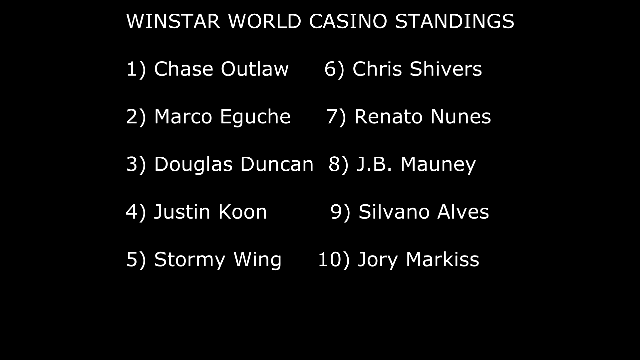 WINSTAR WORLD CASINO STANDINGS
1) Chase Outlaw 6) Chris Shivers
2) Marco Eguche 7) Renato Nunes
3) Douglas Duncan 8) J.B. Mauney
4) Justin Koon 9) Silvano Alves
5) Stormy Wing 10) Jory Markiss